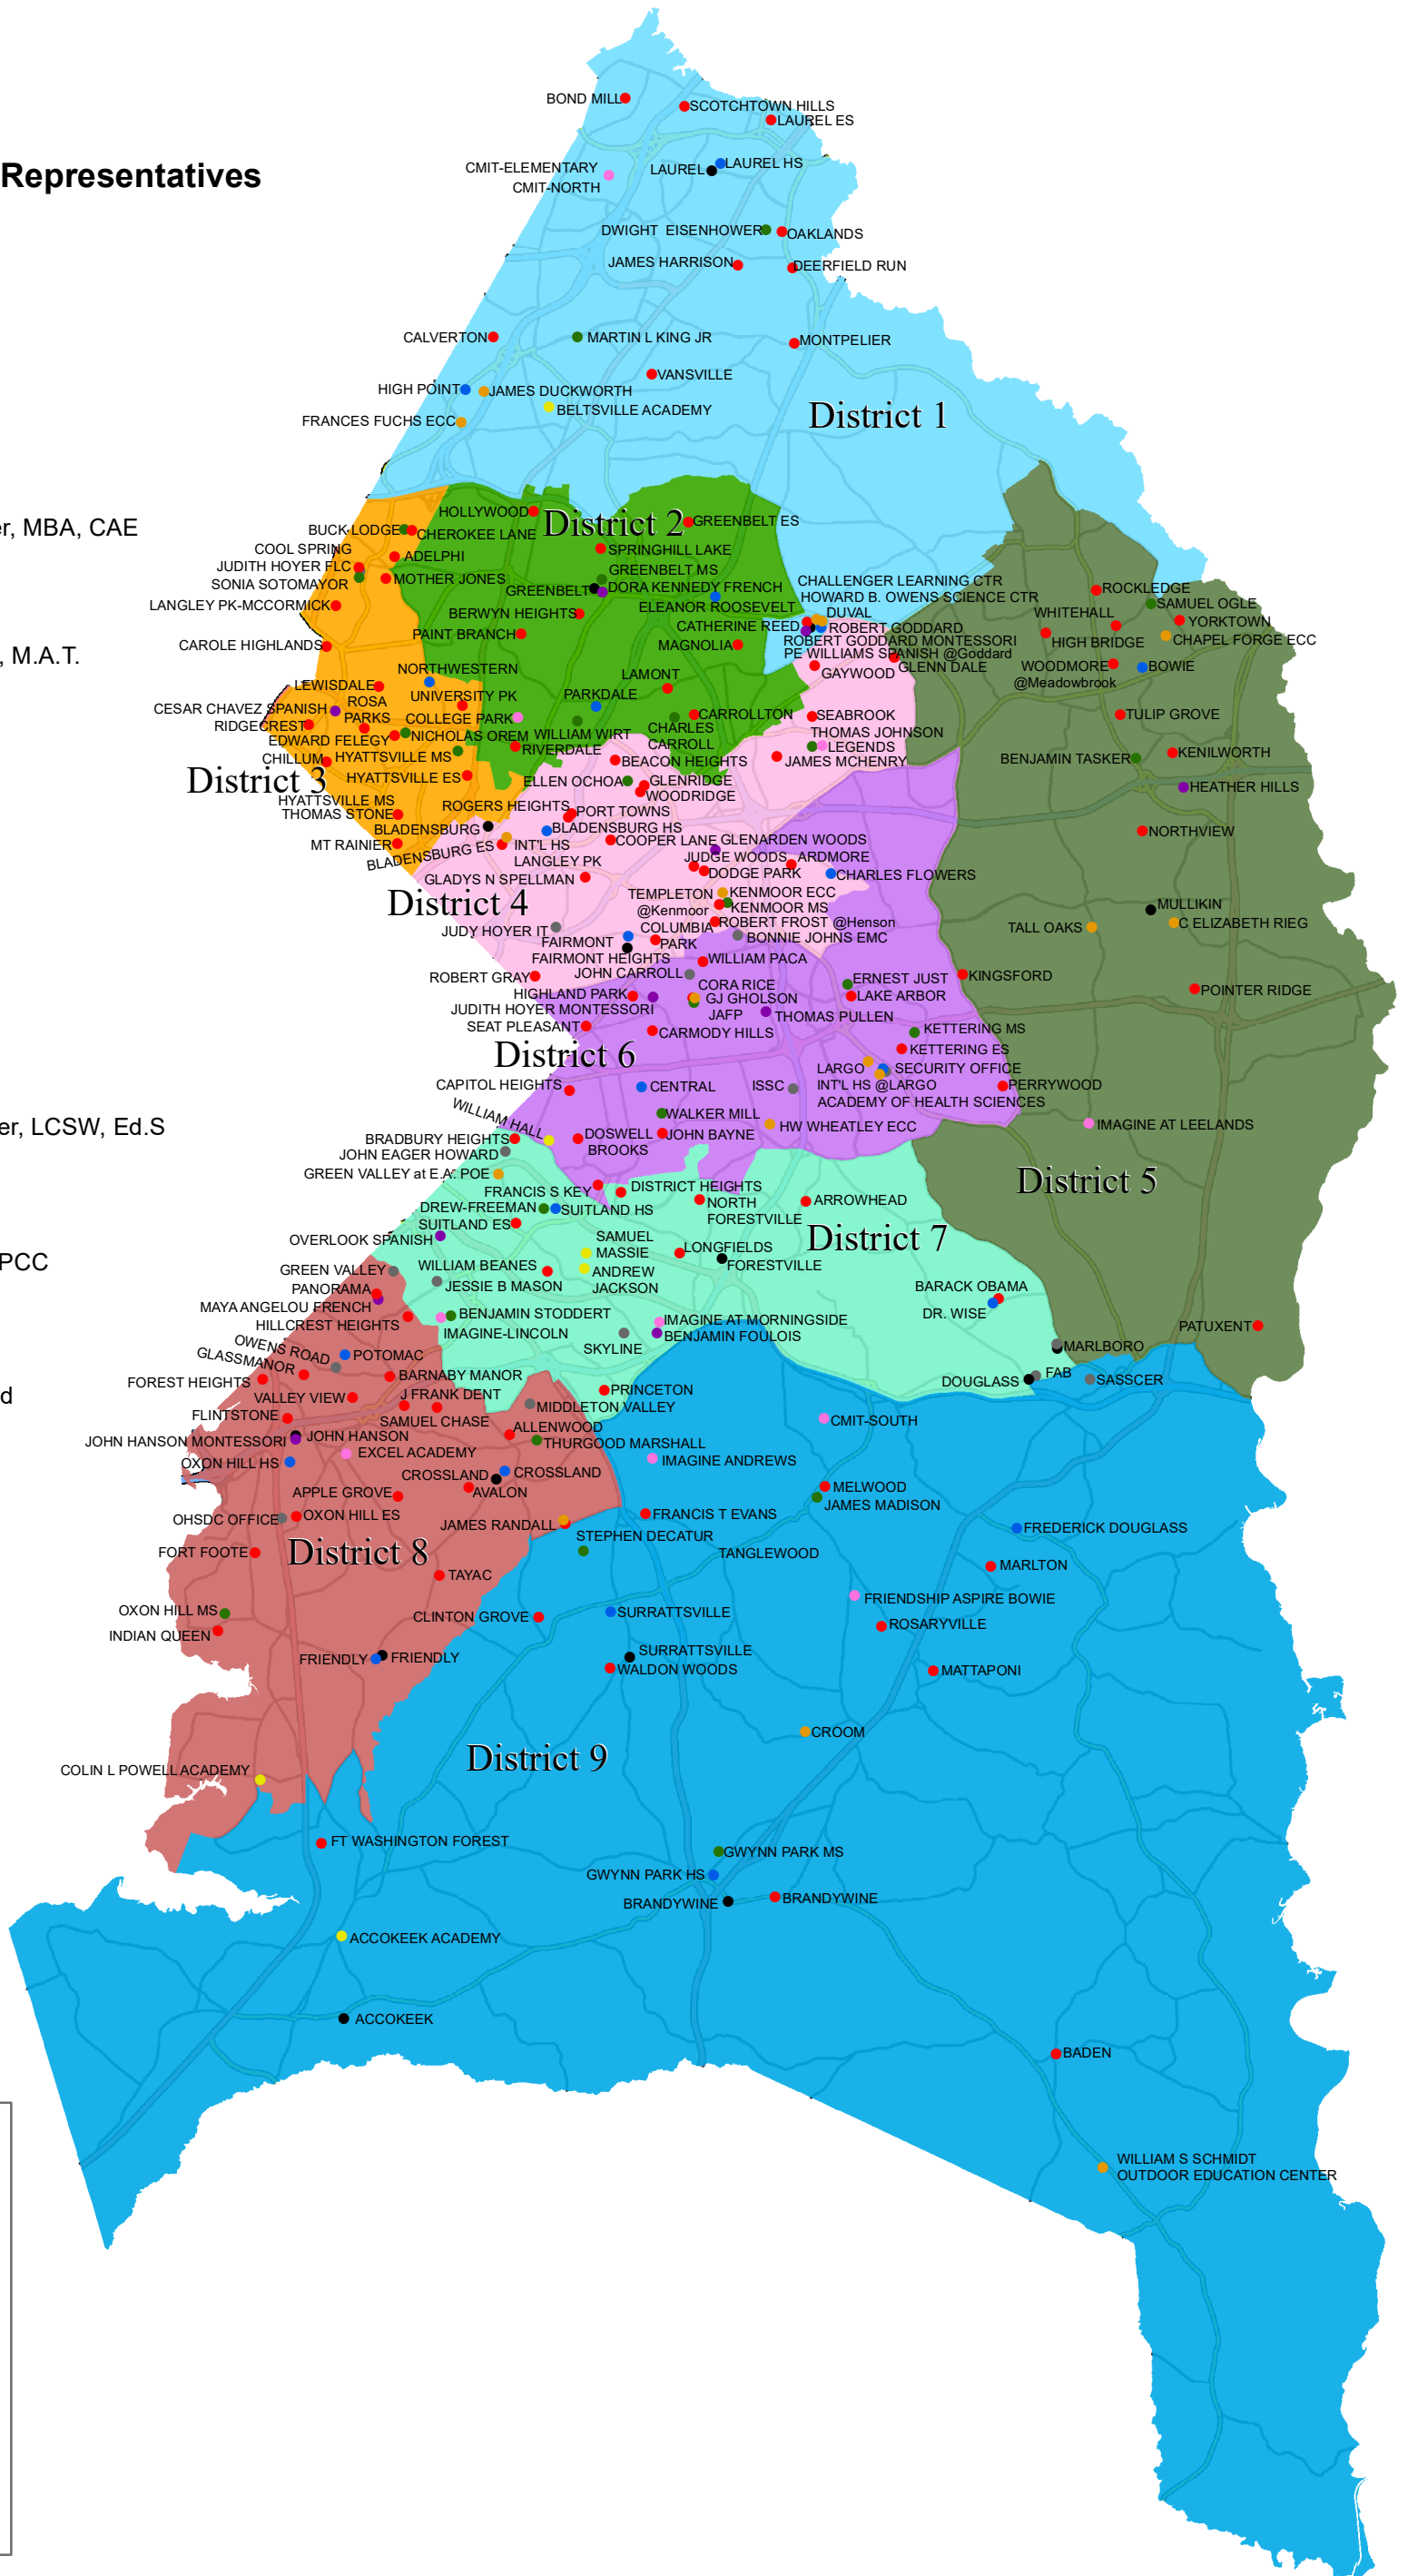 Representatives
BOND MILL
SCOTCHTOWN HILLS
LAUREL ES
CMIT-ELEMENTARY
CMIT-NORTH
LAUREL
LAUREL HS
DWIGHT EISENHOWER
OAKLANDS
JAMES HARRISON
DEERFIELD RUN
CALVERTON
MARTIN L KING JR
MONTPELIER
VANSVILLE
HIGH POINT
JAMES DUCKWORTH
BELTSVILLE ACADEMY
FRANCES FUCHS ECC
District 1
er, MBA, CAE
HOLLYWOOD
District 2
GREENBELT ES
BUCK LODGE
CHEROKEE LANE
COOL SPRING
ADELPHI
SPRINGHILL LAKE
JUDITH HOYER FLC
SONIA SOTOMAYOR
MOTHER JONES
GREENBELT MS
GREENBELT
DORA KENNEDY FRENCH
CHALLENGER LEARNING CTR
HOWARD B. OWENS SCIENCE CTR
ROCKLEDGE
LANGLEY PK-MCCORMICK
BERWYN HEIGHTS
ELEANOR ROOSEVELT
DUVAL
WHITEHALL
SAMUEL OGLE
YORKTOWN
CATHERINE REED
ROBERT GODDARD
PAINT BRANCH
MAGNOLIA
ROBERT GODDARD MONTESSORI
HIGH BRIDGE
CHAPEL FORGE ECC
, M.A.T.
CAROLE HIGHLANDS
PE WILLIAMS SPANISH @Goddard
GLENN DALE
NORTHWESTERN
LAMONT
GAYWOOD
WOODMORE
@Meadowbrook
BOWIE
LEWISDALE
UNIVERSITY PK
PARKDALE
CESAR CHAVEZ SPANISH
ROSA
PARKS
COLLEGE PARK
CARROLLTON
SEABROOK
TULIP GROVE
RIDGECREST
EDWARD FELEGY
NICHOLAS OREM
WILLIAM WIRT
CHARLES
CARROLL
THOMAS JOHNSON
LEGENDS
CHILLUM
HYATTSVILLE MS
RIVERDALE
BEACON HEIGHTS
JAMES MCHENRY
BENJAMIN TASKER
KENILWORTH
District 3
HYATTSVILLE ES
ELLEN OCHOA
GLENRIDGE
WOODRIDGE
HEATHER HILLS
HYATTSVILLE MS
THOMAS STONE
ROGERS HEIGHTS
PORT TOWNS
BLADENSBURG
BLADENSBURG HS
NORTHVIEW
MT RAINIER
BLADENSBURG ES
INT'L HS
LANGLEY PK
COOPER LANE
GLENARDEN WOODS
JUDGE WOODS
ARDMORE
GLADYS N SPELLMAN
DODGE PARK
CHARLES FLOWERS
District 4
TEMPLETON
@Kenmoor
KENMOOR ECC
KENMOOR MS
MULLIKIN
JUDY HOYER IT
COLUMBIA
PARK
ROBERT FROST @Henson
TALL OAKS
C ELIZABETH RIEG
FAIRMONT
FAIRMONT HEIGHTS
BONNIE JOHNS EMC
WILLIAM PACA
ROBERT GRAY
JOHN CARROLL
ERNEST JUST
KINGSFORD
HIGHLAND PARK
CORA RICE
GJ GHOLSON
JAFP
LAKE ARBOR
POINTER RIDGE
JUDITH HOYER MONTESSORI
THOMAS PULLEN
SEAT PLEASANT
CARMODY HILLS
KETTERING MS
District 6
KETTERING ES
LARGO
SECURITY OFFICE
CAPITOL HEIGHTS
CENTRAL
ISSC
INT'L HS @LARGO
PERRYWOOD
ACADEMY OF HEALTH SCIENCES
WILLIAM HALL
WALKER MILL
HW WHEATLEY ECC
IMAGINE AT LEELANDS
er, LCSW, Ed.S
BRADBURY HEIGHTS
DOSWELL
BROOKS
JOHN BAYNE
JOHN EAGER HOWARD
GREEN VALLEY at E.A. POE
District 5
FRANCIS S KEY
DISTRICT HEIGHTS
DREW-FREEMAN
SUITLAND HS
NORTH
FORESTVILLE
ARROWHEAD
SUITLAND ES
OVERLOOK SPANISH
District 7
SAMUEL
MASSIE
LONGFIELDS
PCC
GREEN VALLEY
WILLIAM BEANES
ANDREW
JACKSON
FORESTVILLE
PANORAMA
JESSIE B MASON
BARACK OBAMA
MAYA ANGELOU FRENCH
BENJAMIN STODDERT
DR. WISE
HILLCREST HEIGHTS
IMAGINE-LINCOLN
IMAGINE AT MORNINGSIDE
BENJAMIN FOULOIS
PATUXENT
OWENS ROAD
POTOMAC
SKYLINE
MARLBORO
GLASSMANOR
FOREST HEIGHTS
BARNABY MANOR
DOUGLASS
FAB
SASSCER
d
VALLEY VIEW
J FRANK DENT
PRINCETON
MIDDLETON VALLEY
FLINTSTONE
SAMUEL CHASE
CMIT-SOUTH
JOHN HANSON MONTESSORI
JOHN HANSON
ALLENWOOD
THURGOOD MARSHALL
EXCEL ACADEMY
IMAGINE ANDREWS
OXON HILL HS
CROSSLAND
CROSSLAND
APPLE GROVE
AVALON
MELWOOD
JAMES MADISON
OHSDC OFFICE
OXON HILL ES
JAMES RANDALL
FRANCIS T EVANS
FREDERICK DOUGLASS
STEPHEN DECATUR
FORT FOOTE
District 8
TANGLEWOOD
MARLTON
TAYAC
FRIENDSHIP ASPIRE BOWIE
OXON HILL MS
CLINTON GROVE
SURRATTSVILLE
INDIAN QUEEN
ROSARYVILLE
FRIENDLY
FRIENDLY
SURRATTSVILLE
WALDON WOODS
MATTAPONI
CROOM
District 9
COLIN L POWELL ACADEMY
FT WASHINGTON FOREST
GWYNN PARK MS
GWYNN PARK HS
BRANDYWINE
BRANDYWINE
ACCOKEEK ACADEMY
ACCOKEEK
BADEN
WILLIAM S SCHMIDT
OUTDOOR EDUCATION CENTER